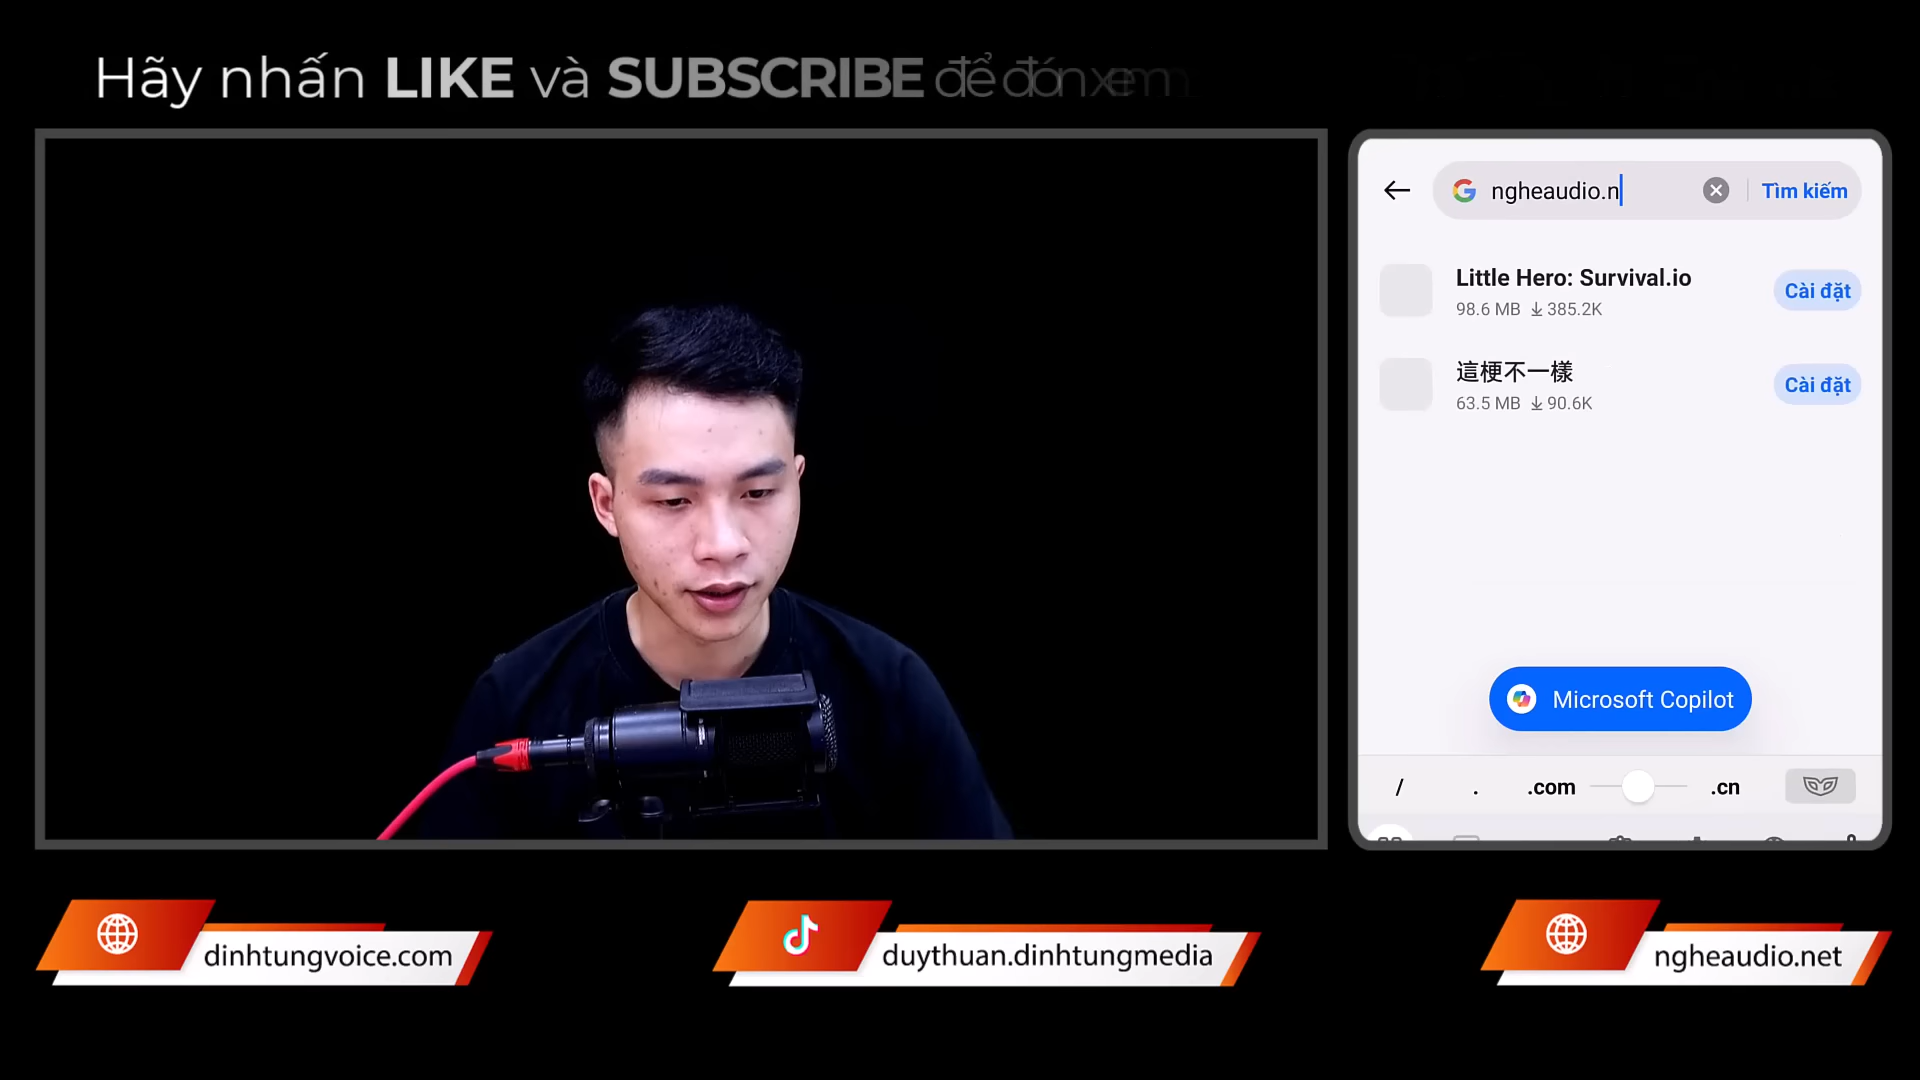 Hãy nhấn LIKE và SUBSCRIBE để đón xem
ngheaudio.n
Tìm kiếm
Little Hero: Survival.io
98.6 MB 385.2K
Cài đặt
這梗不一樣
63.5 MB 90.6K
Cài đặt
Microsoft Copilot
/ . .com .cn
dinhtungvoice.com
duythuan.dinhtungmedia
ngheaudio.net